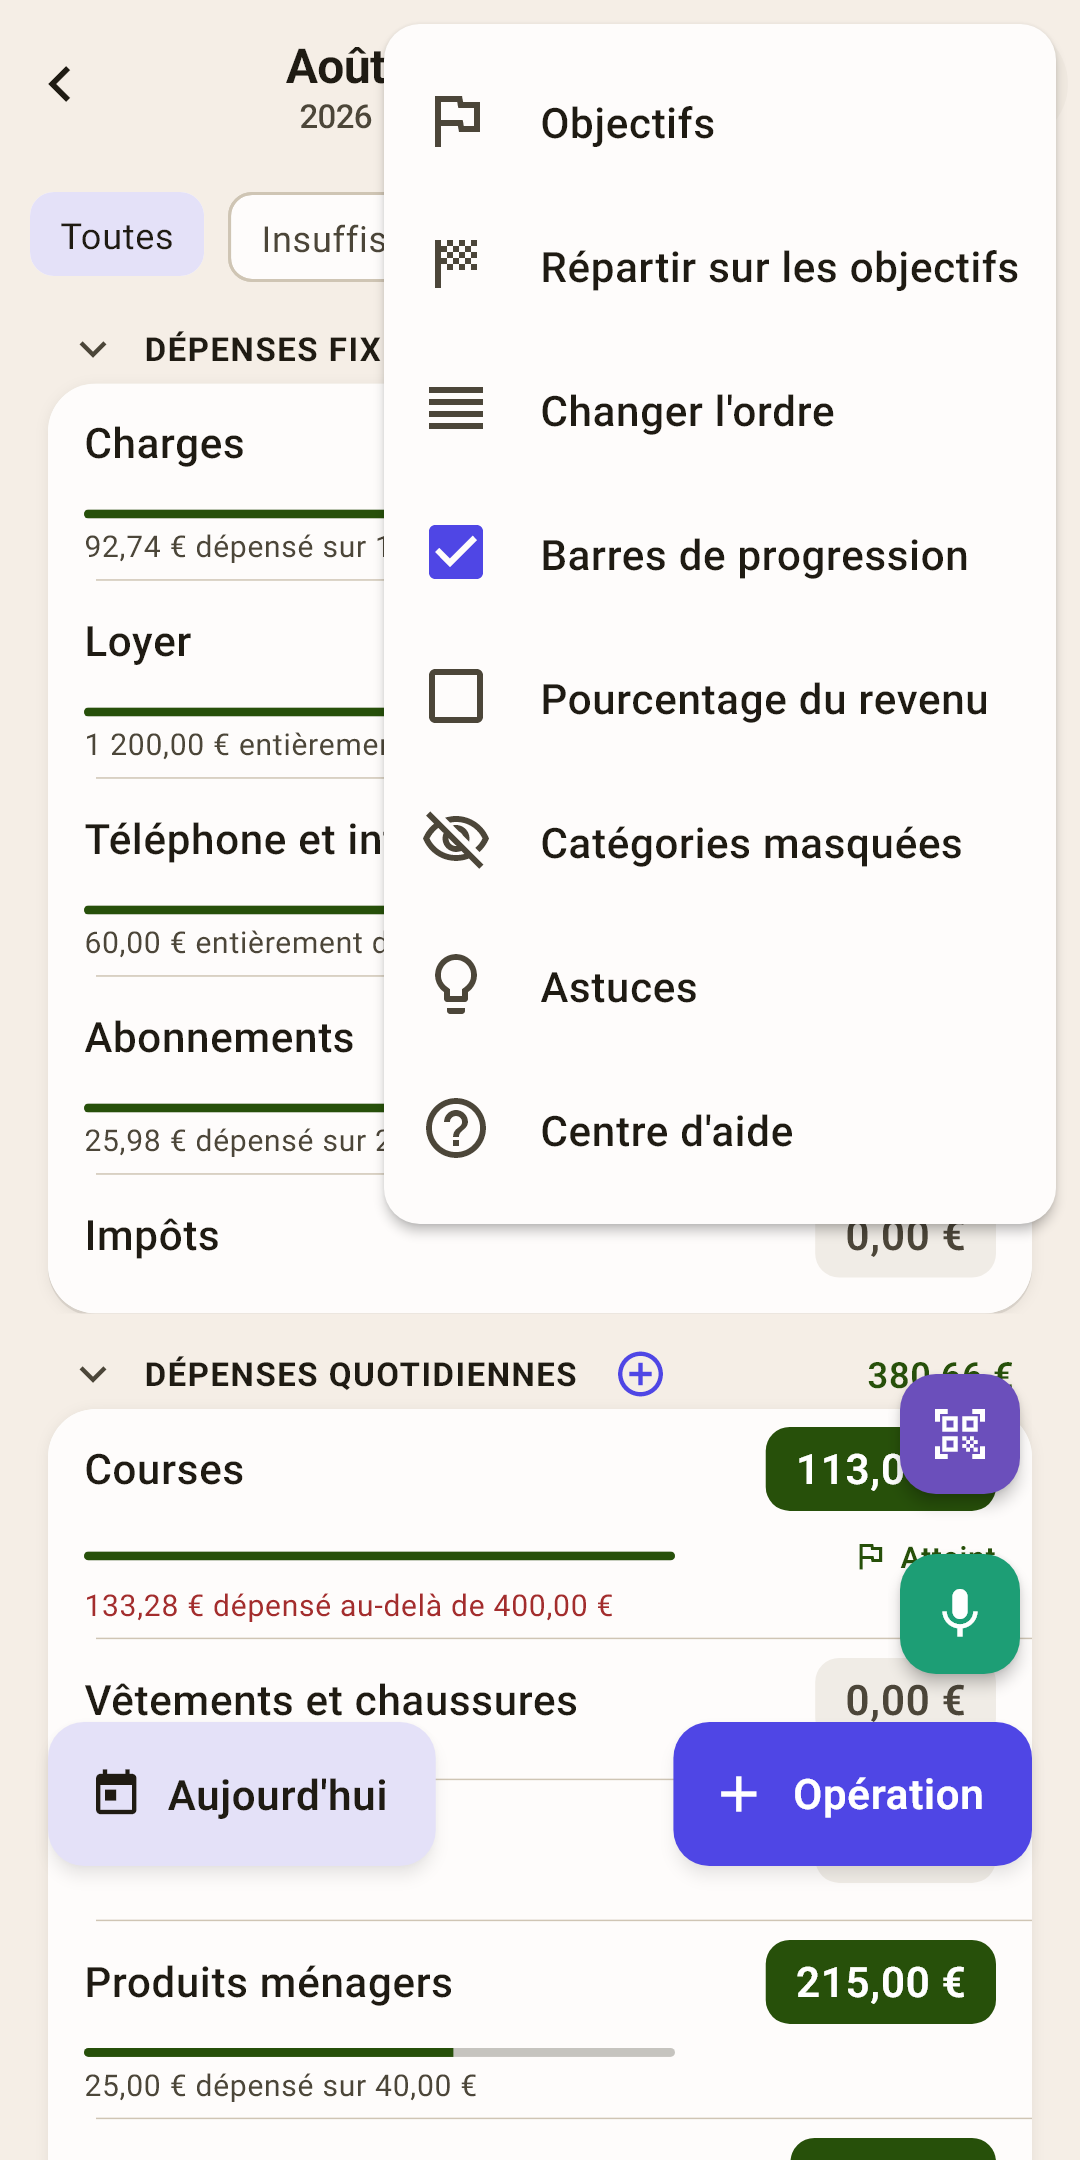 Août
2026
Toutes
Insuffis
DÉPENSES FIX
Charges
92,74 € dépensé sur 1
Loyer
1 200,00 € entièremer
Téléphone et in
60,00 € entièrement d
Abonnements
25,98 € dépensé sur 2
Impôts
0,00 €
Objectifs
Répartir sur les objectifs
Changer l'ordre
Barres de progression
Pourcentage du revenu
Catégories masquées
Astuces
Centre d'aide
DÉPENSES QUOTIDIENNES
380,66 €
Courses
113,0
Atteint
133,28 € dépensé au-delà de 400,00 €
Vêtements et chaussures
0,00 €
Aujourd'hui
Opération
Produits ménagers
215,00 €
25,00 € dépensé sur 40,00 €